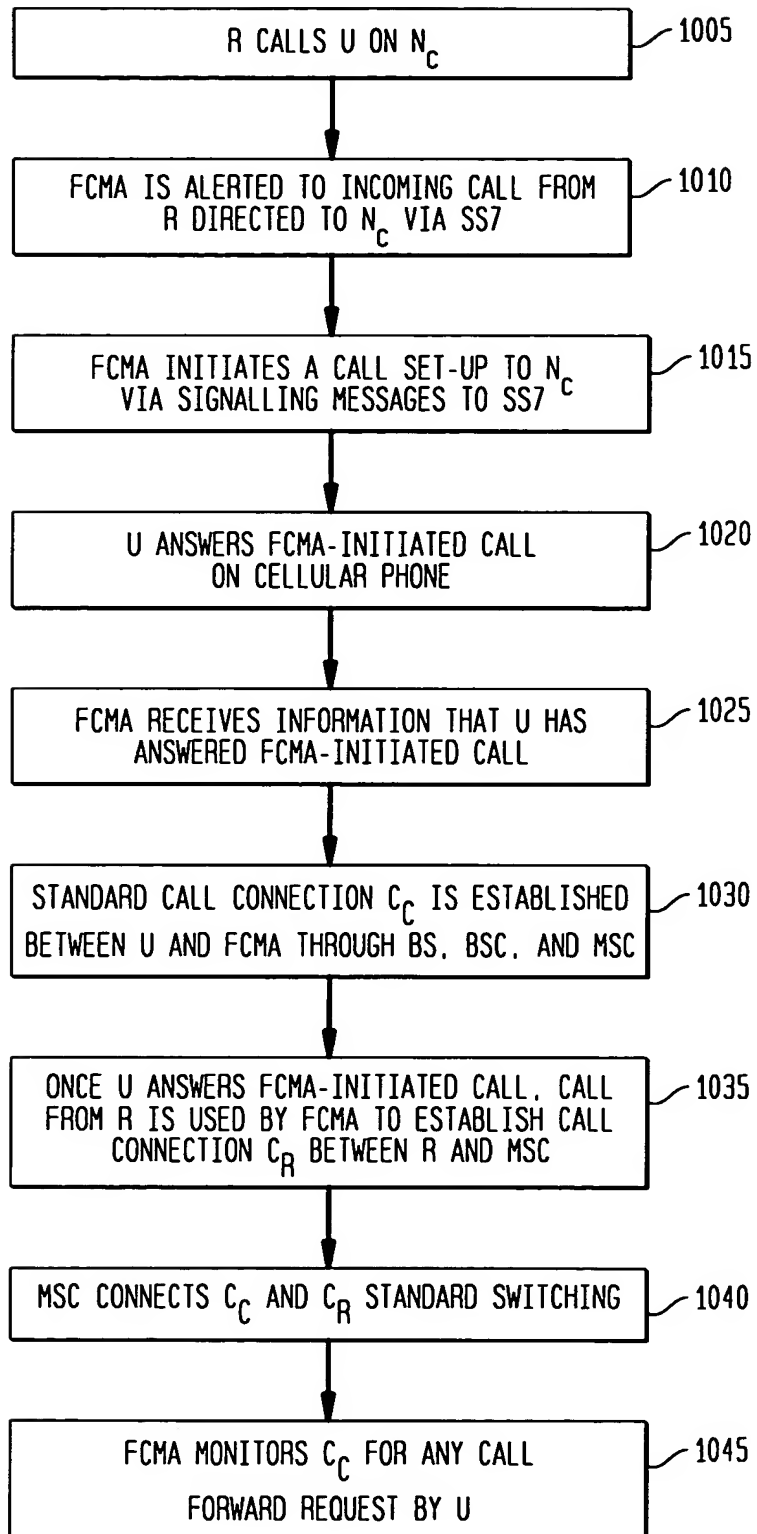 R CALLS U ON N_C
1005
FCMA IS ALERTED TO INCOMING CALL FROM
R DIRECTED TO N_C VIA SS7
1010
FCMA INITIATES A CALL SET-UP TO N_C
VIA SIGNALLING MESSAGES TO SS7
1015
U ANSWERS FCMA-INITIATED CALL
ON CELLULAR PHONE
1020
FCMA RECEIVES INFORMATION THAT U HAS
ANSWERED FCMA-INITIATED CALL
1025
STANDARD CALL CONNECTION C_C IS ESTABLISHED
BETWEEN U AND FCMA THROUGH BS, BSC, AND MSC
1030
ONCE U ANSWERS FCMA-INITIATED CALL, CALL
FROM R IS USED BY FCMA TO ESTABLISH CALL
CONNECTION C_R BETWEEN R AND MSC
1035
MSC CONNECTS C_C AND C_R STANDARD SWITCHING
1040
FCMA MONITORS C_C FOR ANY CALL
FORWARD REQUEST BY U
1045